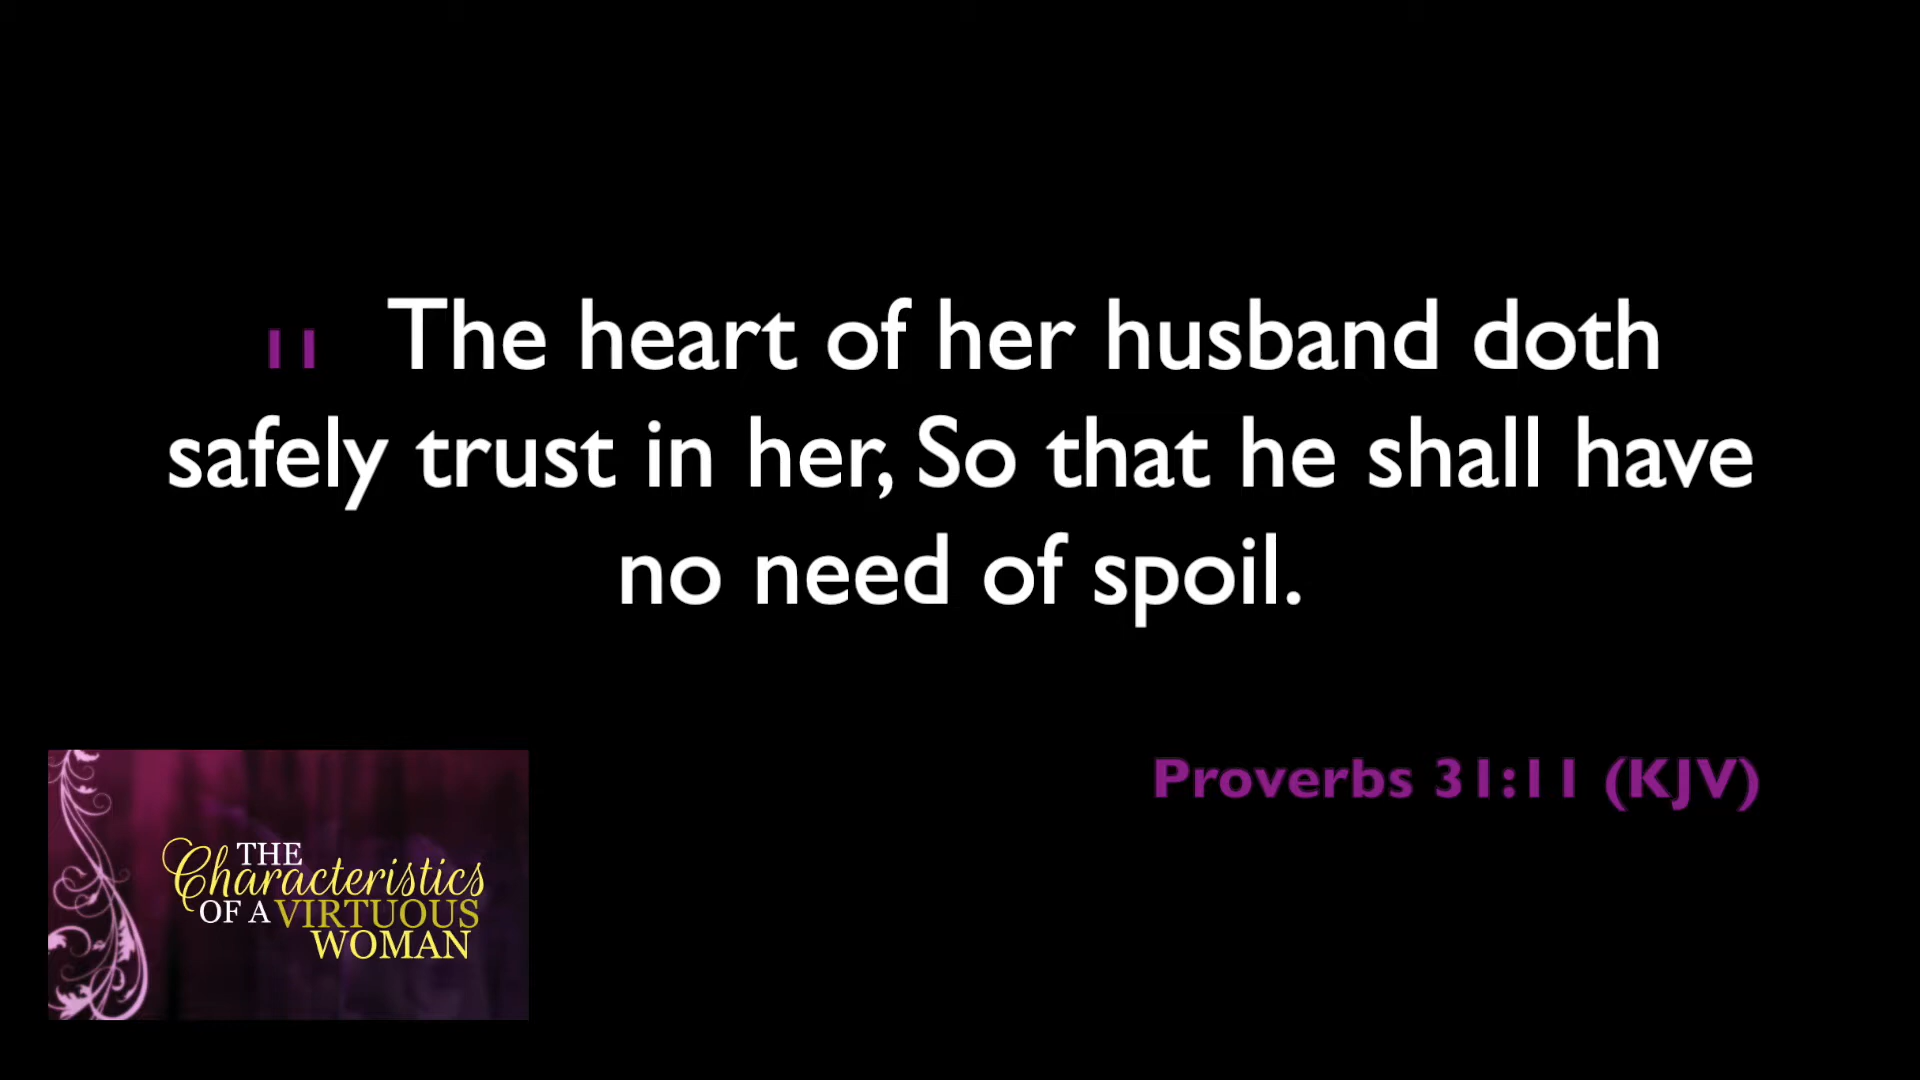 11 The heart of her husband doth
safely trust in her, So that he shall have
no need of spoil.
Proverbs 31:11 (KJV)
THE
Characteristics
OF A VIRTUOUS
WOMAN